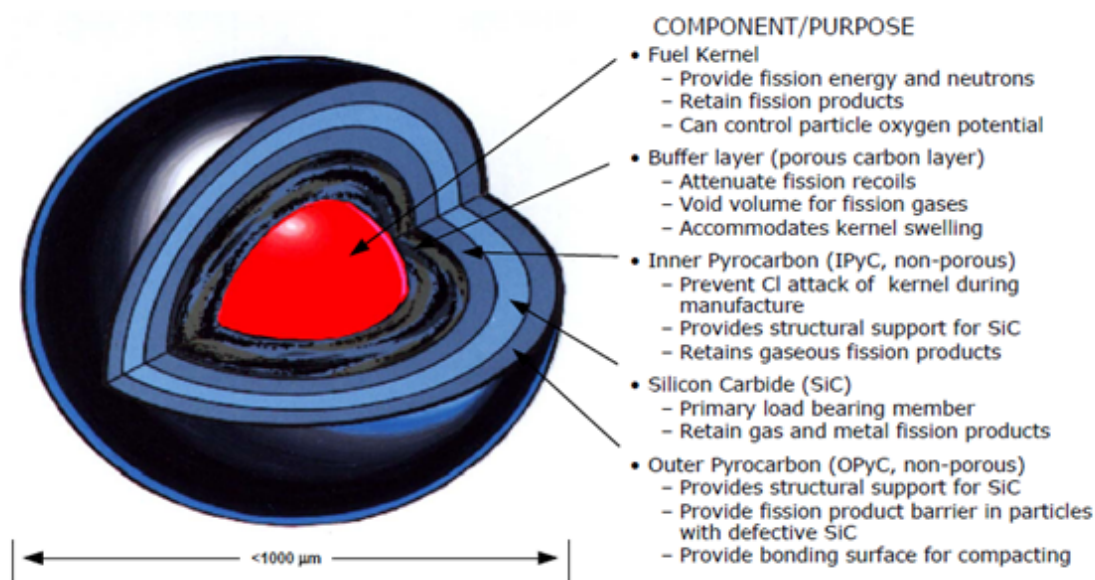 COMPONENT/PURPOSE
• Fuel Kernel
– Provide fission energy and neutrons
– Retain fission products
– Can control particle oxygen potential
• Buffer layer (porous carbon layer)
– Attenuate fission recoils
– Void volume for fission gases
– Accommodates kernel swelling
• Inner Pyrocarbon (IPyC, non-porous)
– Prevent Cl attack of kernel during
manufacture
– Provides structural support for SiC
– Retains gaseous fission products
• Silicon Carbide (SiC)
– Primary load bearing member
– Retain gas and metal fission products
• Outer Pyrocarbon (OPyC, non-porous)
– Provides structural support for SiC
– Provide fission product barrier in particles
with defective SiC
– Provide bonding surface for compacting
<1000 µm